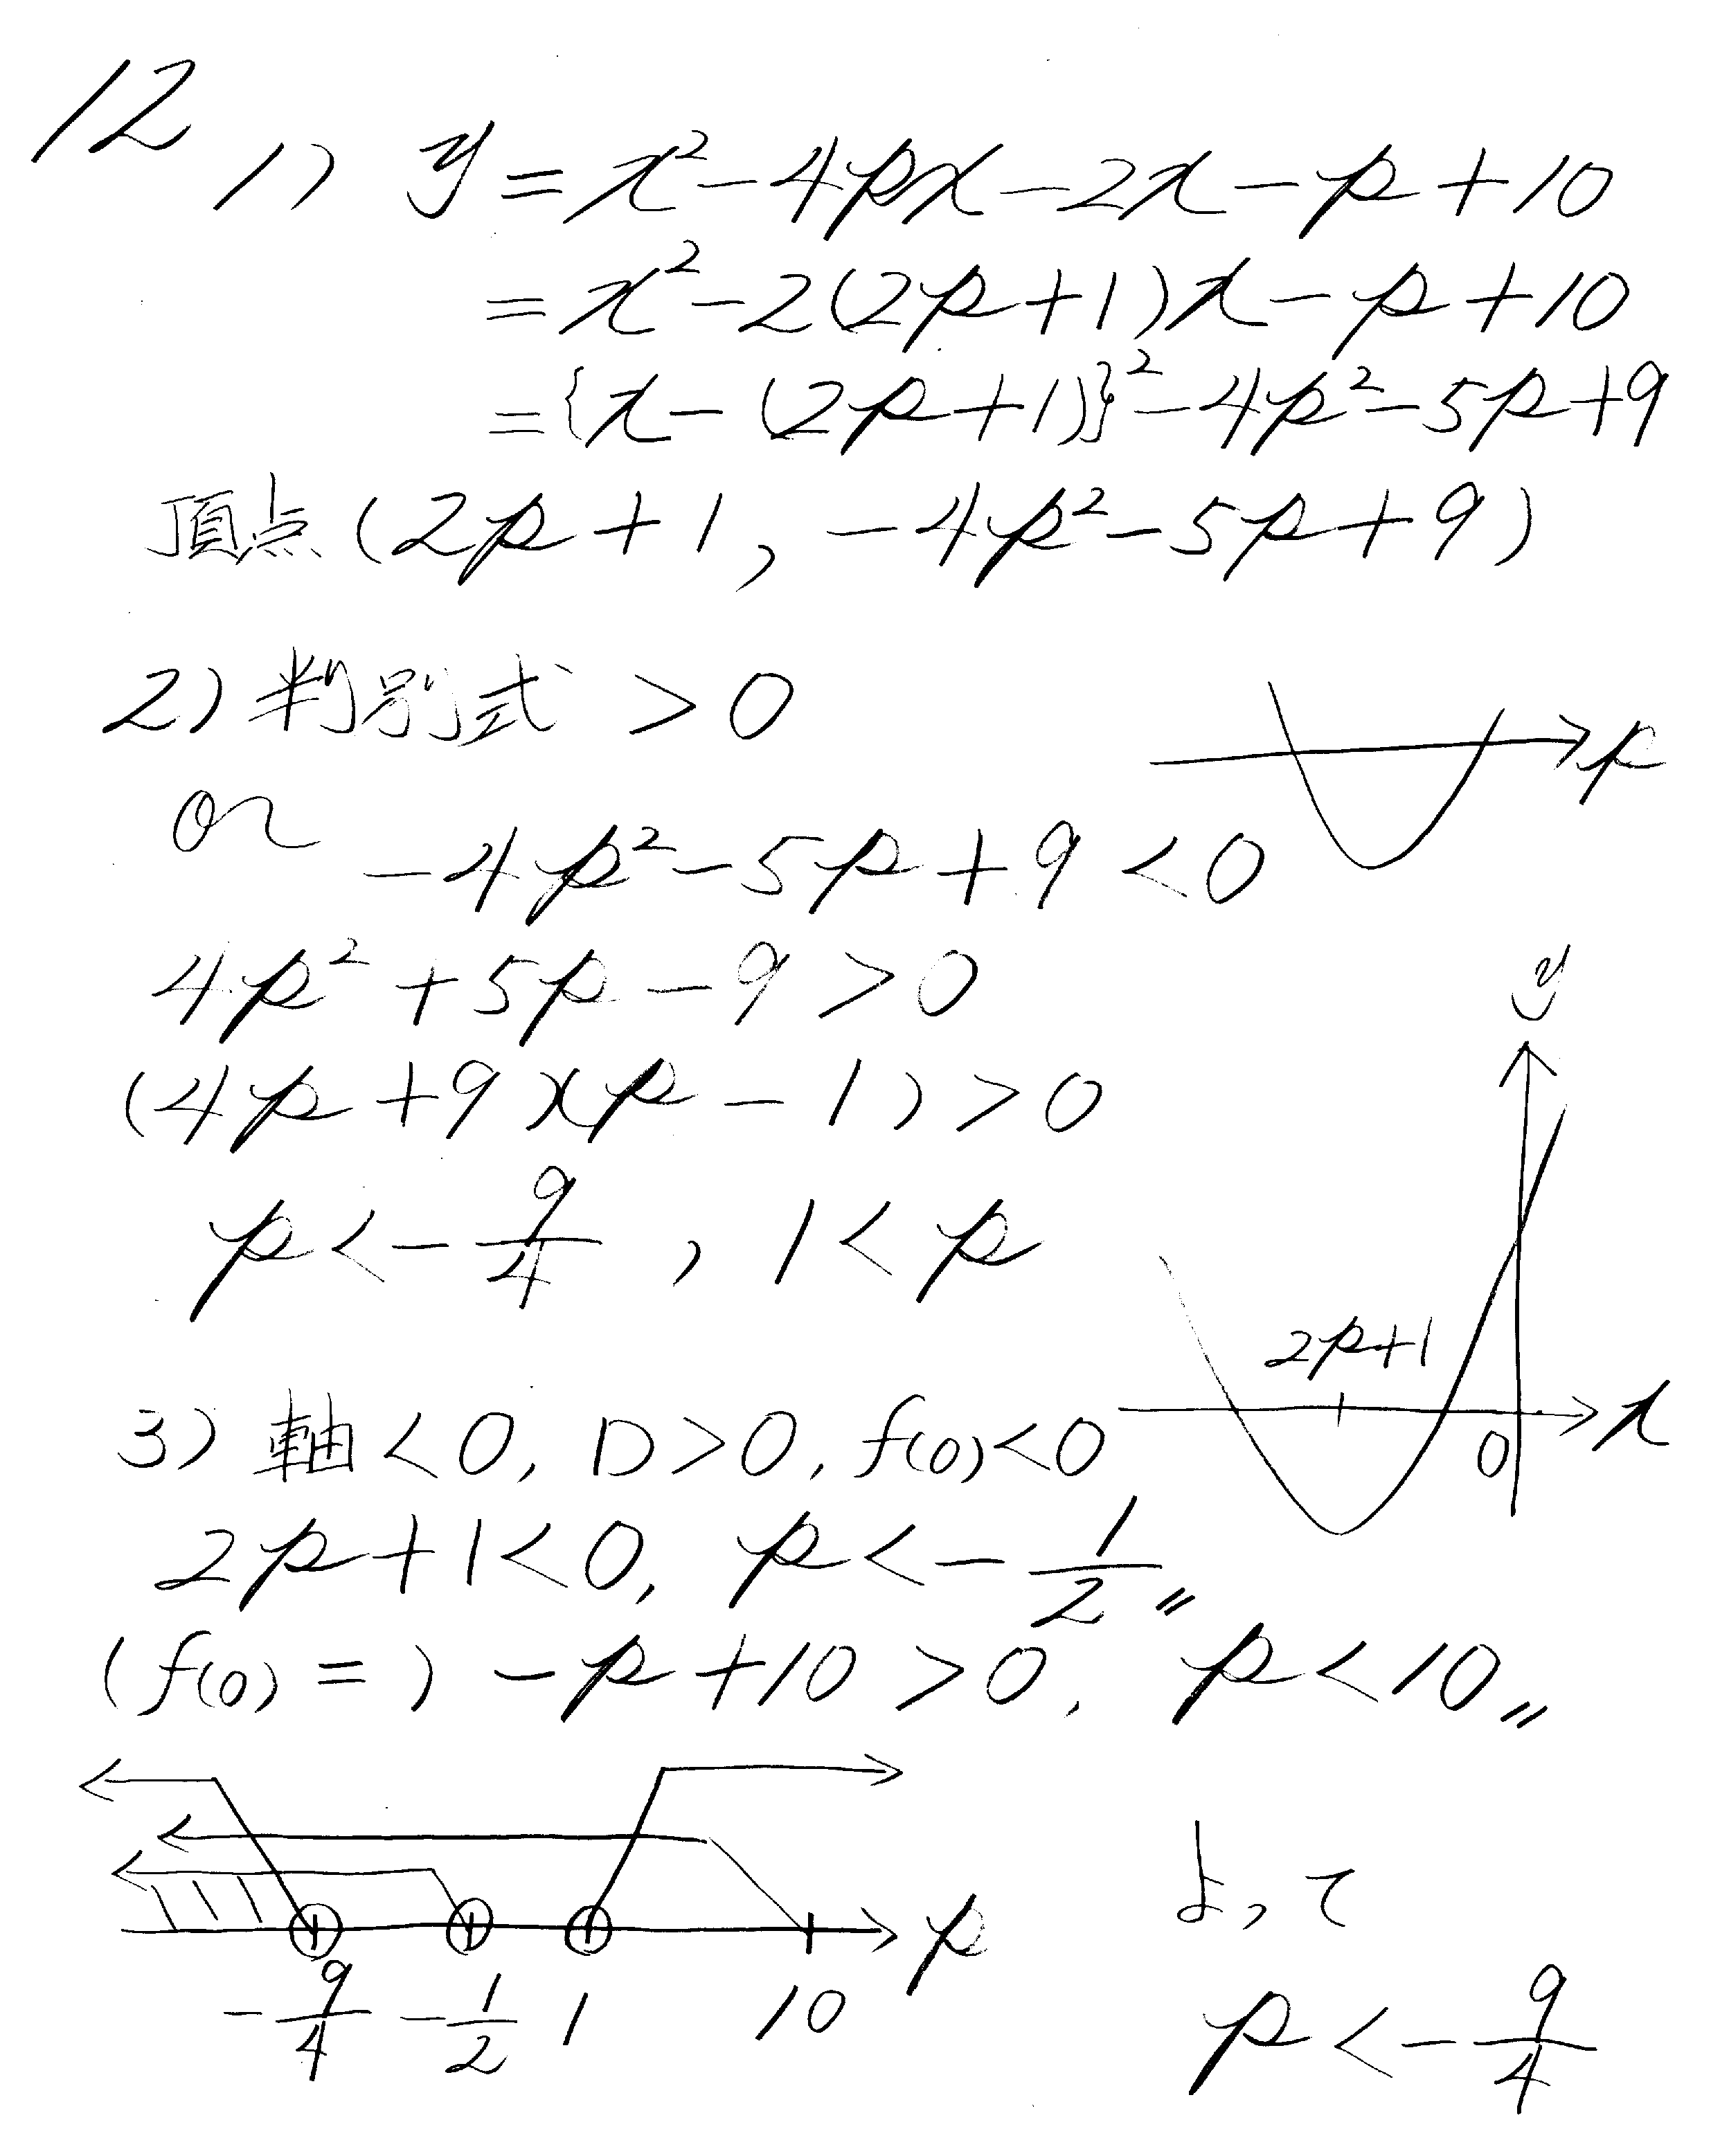 12
1) y = x² - 4px - 2x - p + 10
= x² - 2(2p+1)x - p + 10
= {x - (2p+1)}² - 4p² - 5p + 9
頂点 (2p+1, -4p² - 5p + 9)
2) 判別式 > 0
p
or
-4p² - 5p + 9 < 0
4p² + 5p - 9 > 0
(4p+9)(p-1) > 0
p < -9/4 , 1 < p
y
2p+1
0
x
3) 軸 < 0, D > 0, f(0) < 0
2p+1 < 0, p < -1/2 〃
(f(0) = ) -p + 10 > 0, p < 10 〃
p
-9/4 -1/2 1 10
よって
p < -9/4